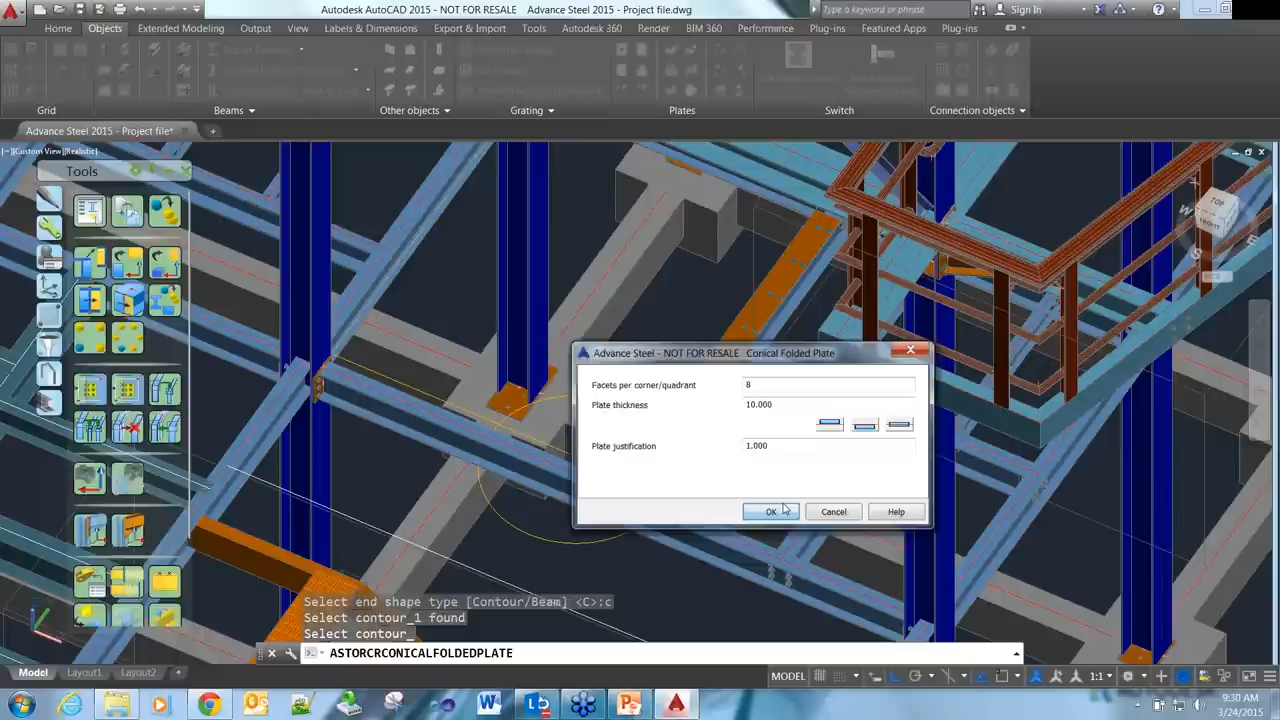 Autodesk AutoCAD 2015 - NOT FOR RESALE Advance Steel - Project file.dwg
Type a keyword or phrase
Sign In
Home Objects Extended Modeling Output View Labels & Dimensions Export & Import Tools Autodesk 360 Render BIM 360 Performance Plug-ins Featured Apps Plug-ins
Grid Beams Other objects Grating Plates Switch Connection objects
Advance Steel 2015 - Project file*
[−][Custom View][Realistic]
Tools
TOP
FRONT
W
S
E
Advance Steel - NOT FOR RESALE Conical Folded Plate
Facets per corner/quadrant 8
Plate thickness 10.000
Plate justification 1.000
OK Cancel Help
Select end shape type [Contour/Beam] <C>:c
Select contour_1 found
Select contour_
ASTORCRCONICALFOLDEDPLATE
Model Layout1 Layout2 +
MODEL 1:1
9:30 AM
3/24/2015